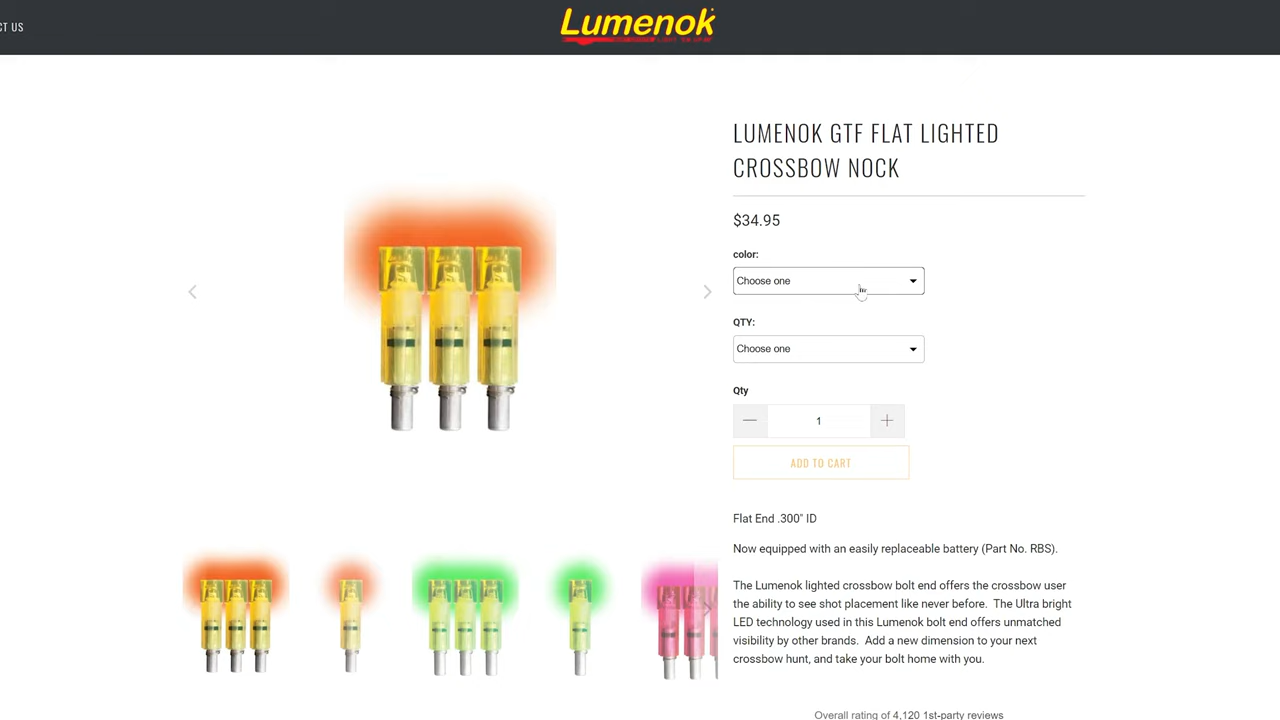 CT US
Lumenok
LUMENOK GTF FLAT LIGHTED
CROSSBOW NOCK
$34.95
color:
Choose one
QTY:
Choose one
Qty
1
ADD TO CART
Flat End .300" ID
Now equipped with an easily replaceable battery (Part No. RBS).
The Lumenok lighted crossbow bolt end offers the crossbow user
the ability to see shot placement like never before. The Ultra bright
LED technology used in this Lumenok bolt end offers unmatched
visibility by other brands. Add a new dimension to your next
crossbow hunt, and take your bolt home with you.
Overall rating of 4,120 1st-party reviews